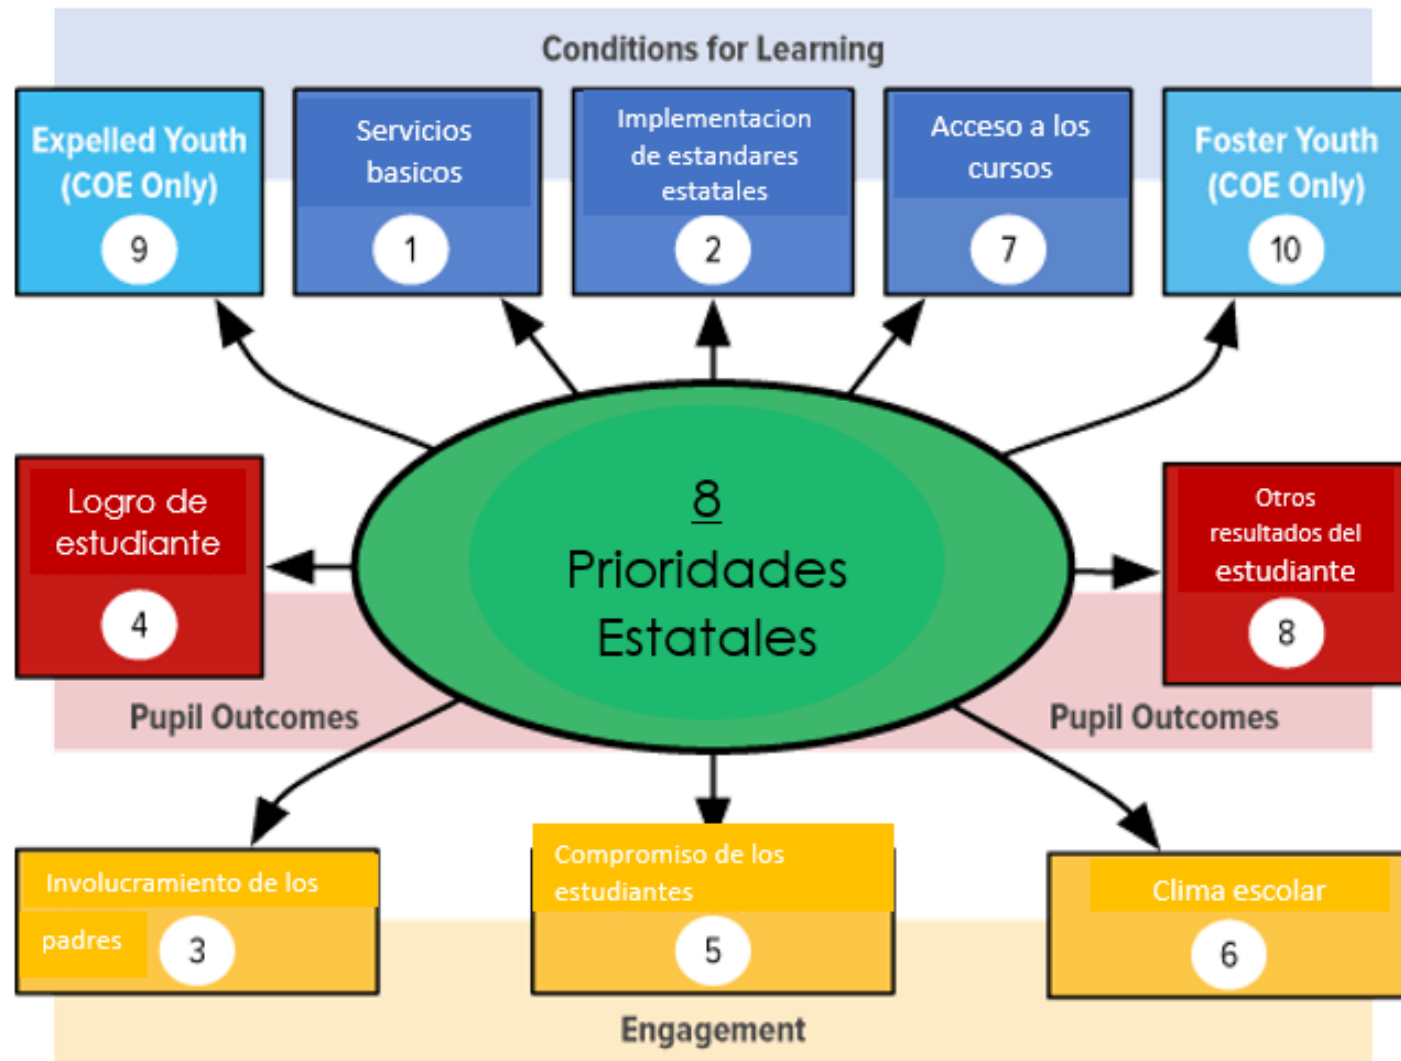 Conditions for Learning
Expelled Youth
(COE Only)
9
Servicios
basicos
1
Implementacion
de estandares
estatales
2
Acceso a los
cursos
7
Foster Youth
(COE Only)
10
Logro de
estudiante
4
8
Prioridades
Estatales
Otros
resultados del
estudiante
8
Pupil Outcomes
Pupil Outcomes
Involucramiento de los
padres
3
Compromiso de los
estudiantes
5
Clima escolar
6
Engagement